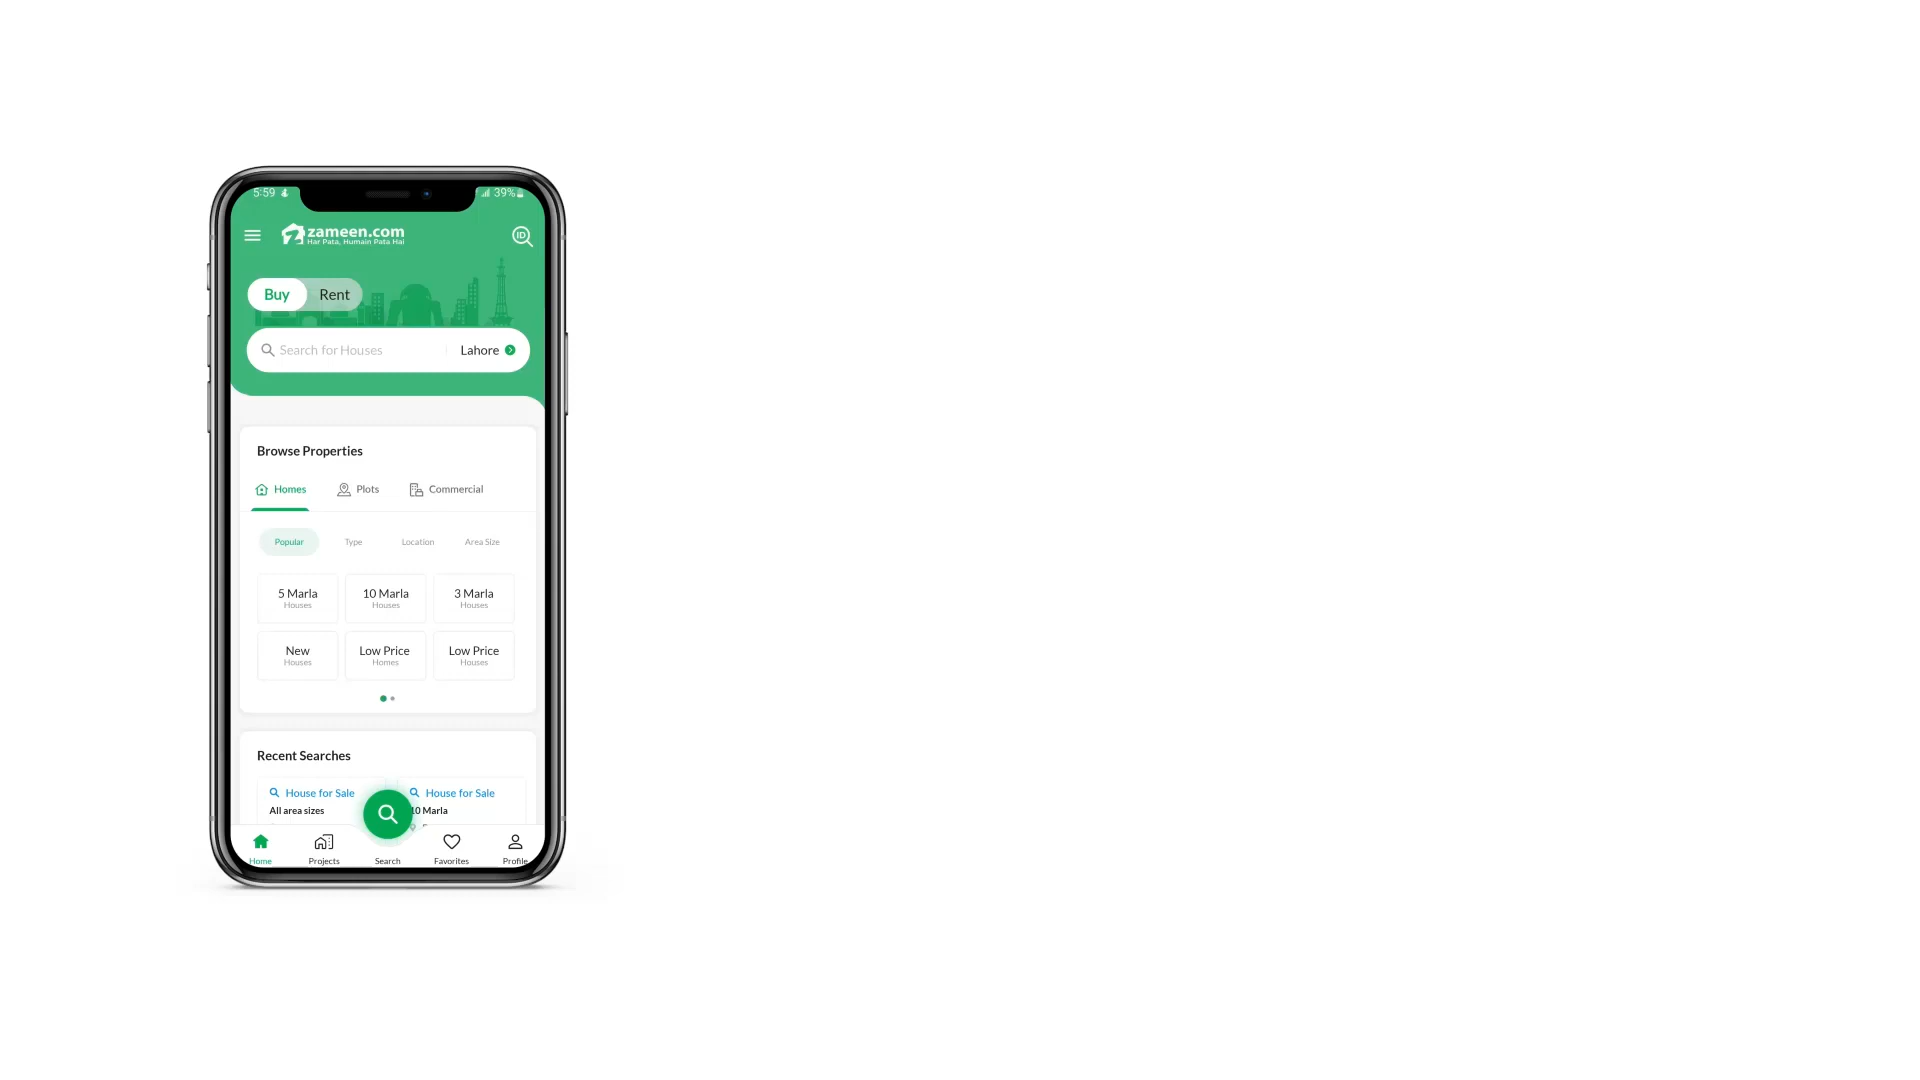 5:59
39%
zameen.com
Har Pata, Humain Pata Hai
ID
Buy Rent
Search for Houses Lahore
Browse Properties
Homes Plots Commercial
Popular Type Location Area Size
5 Marla 10 Marla 3 Marla
Houses Houses Houses
New Low Price Low Price
Houses Homes Houses
Recent Searches
House for Sale House for Sale
All area sizes 10 Marla
Home Projects Search Favorites Profile